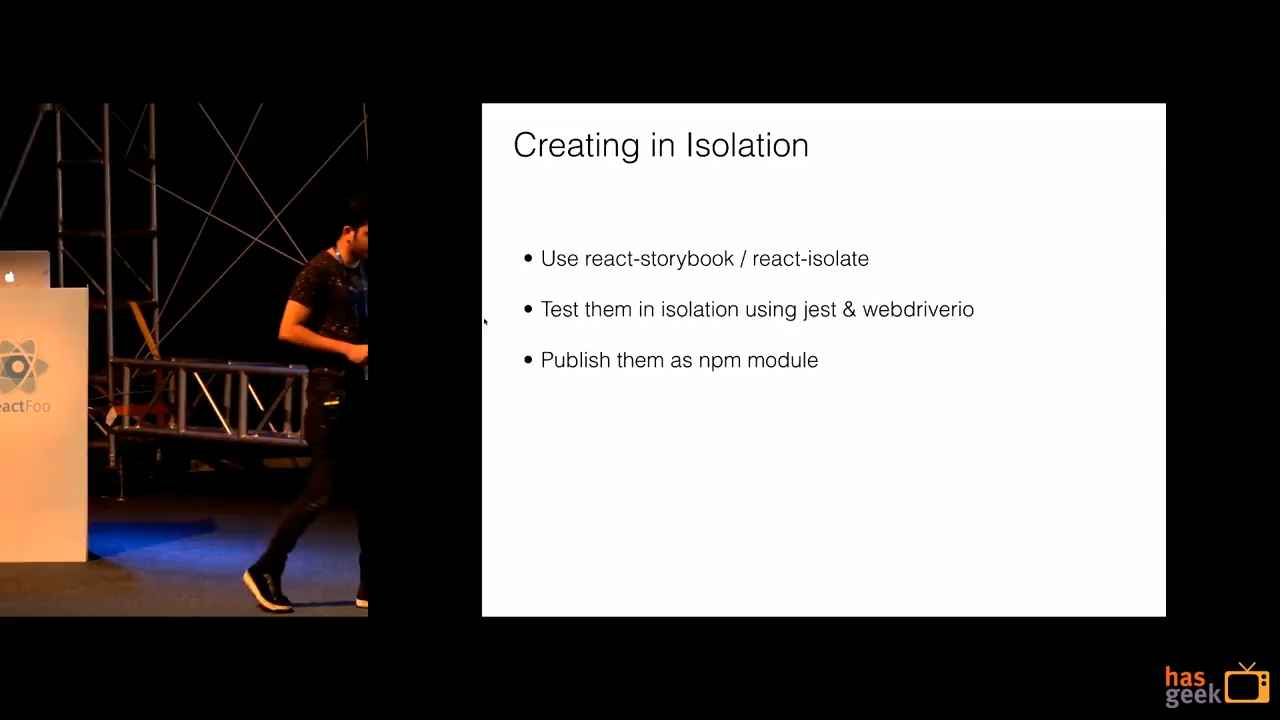 Creating in Isolation
• Use react-storybook / react-isolate
• Test them in isolation using jest & webdriverio
• Publish them as npm module
eactFoo
has
geek